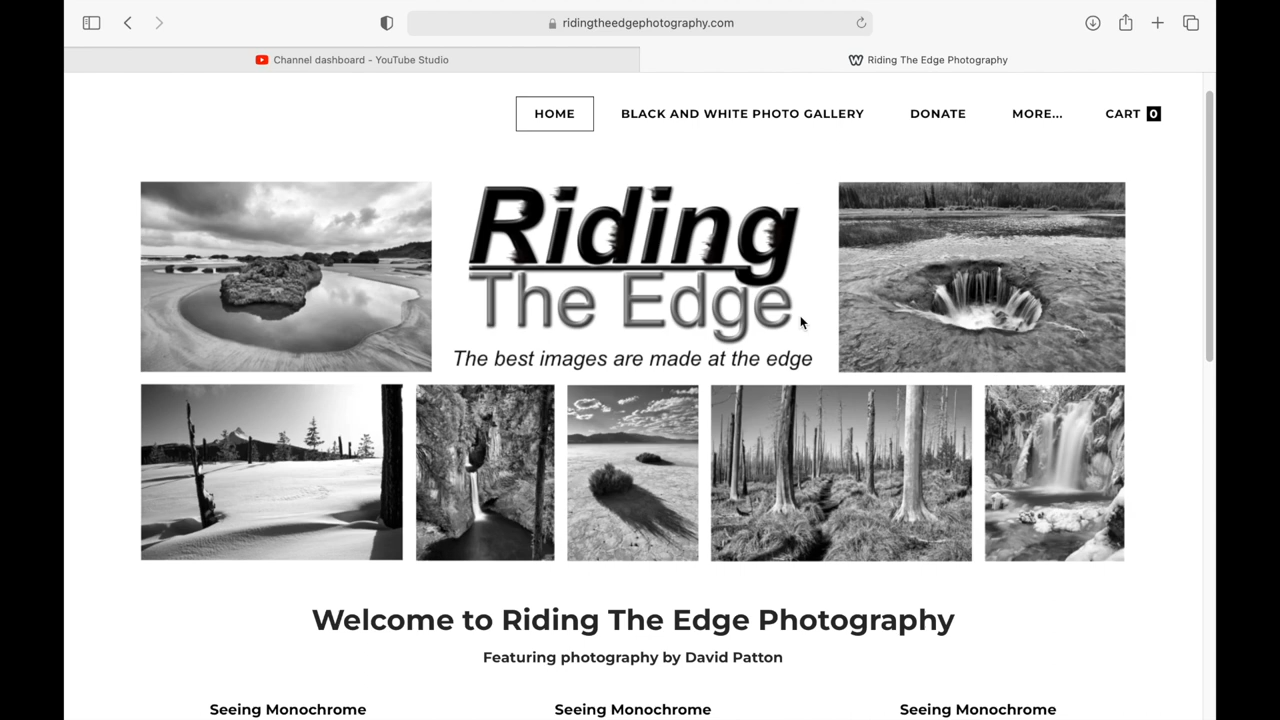 ridingtheedgephotography.com
Channel dashboard - YouTube Studio
Riding The Edge Photography
HOME
BLACK AND WHITE PHOTO GALLERY
DONATE
MORE...
CART 0
Riding
The Edge
The best images are made at the edge
Welcome to Riding The Edge Photography
Featuring photography by David Patton
Seeing Monochrome
Seeing Monochrome
Seeing Monochrome